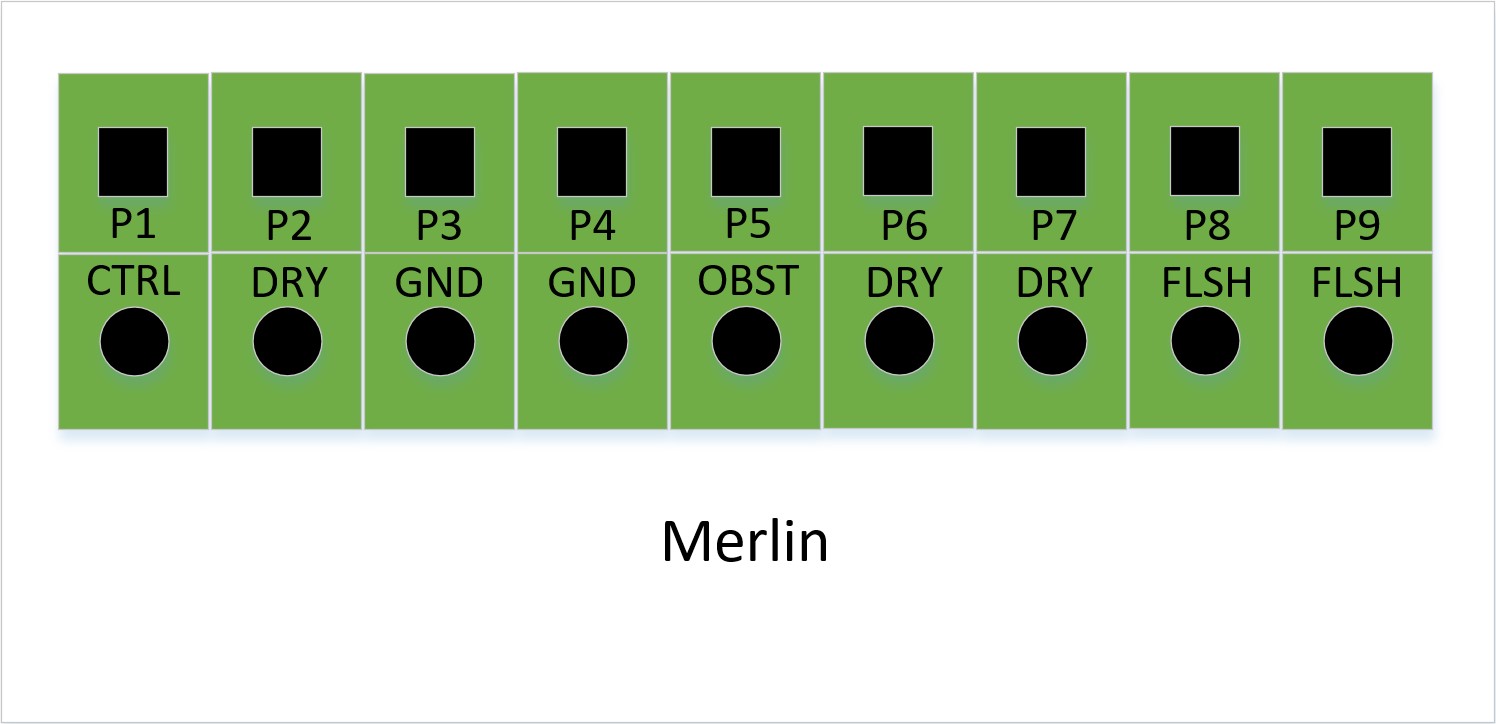 P1 P2 P3 P4 P5 P6 P7 P8 P9
CTRL DRY GND GND OBST DRY DRY FLSH FLSH
Merlin